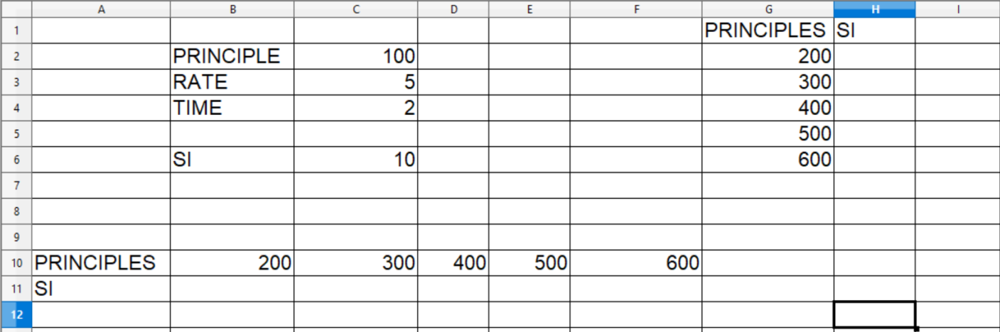 A B C D E F G H I
1 PRINCIPLES SI
2 PRINCIPLE 100 200
3 RATE 5 300
4 TIME 2 400
5 500
6 SI 10 600
7
8
9
10 PRINCIPLES 200 300 400 500 600
11 SI
12